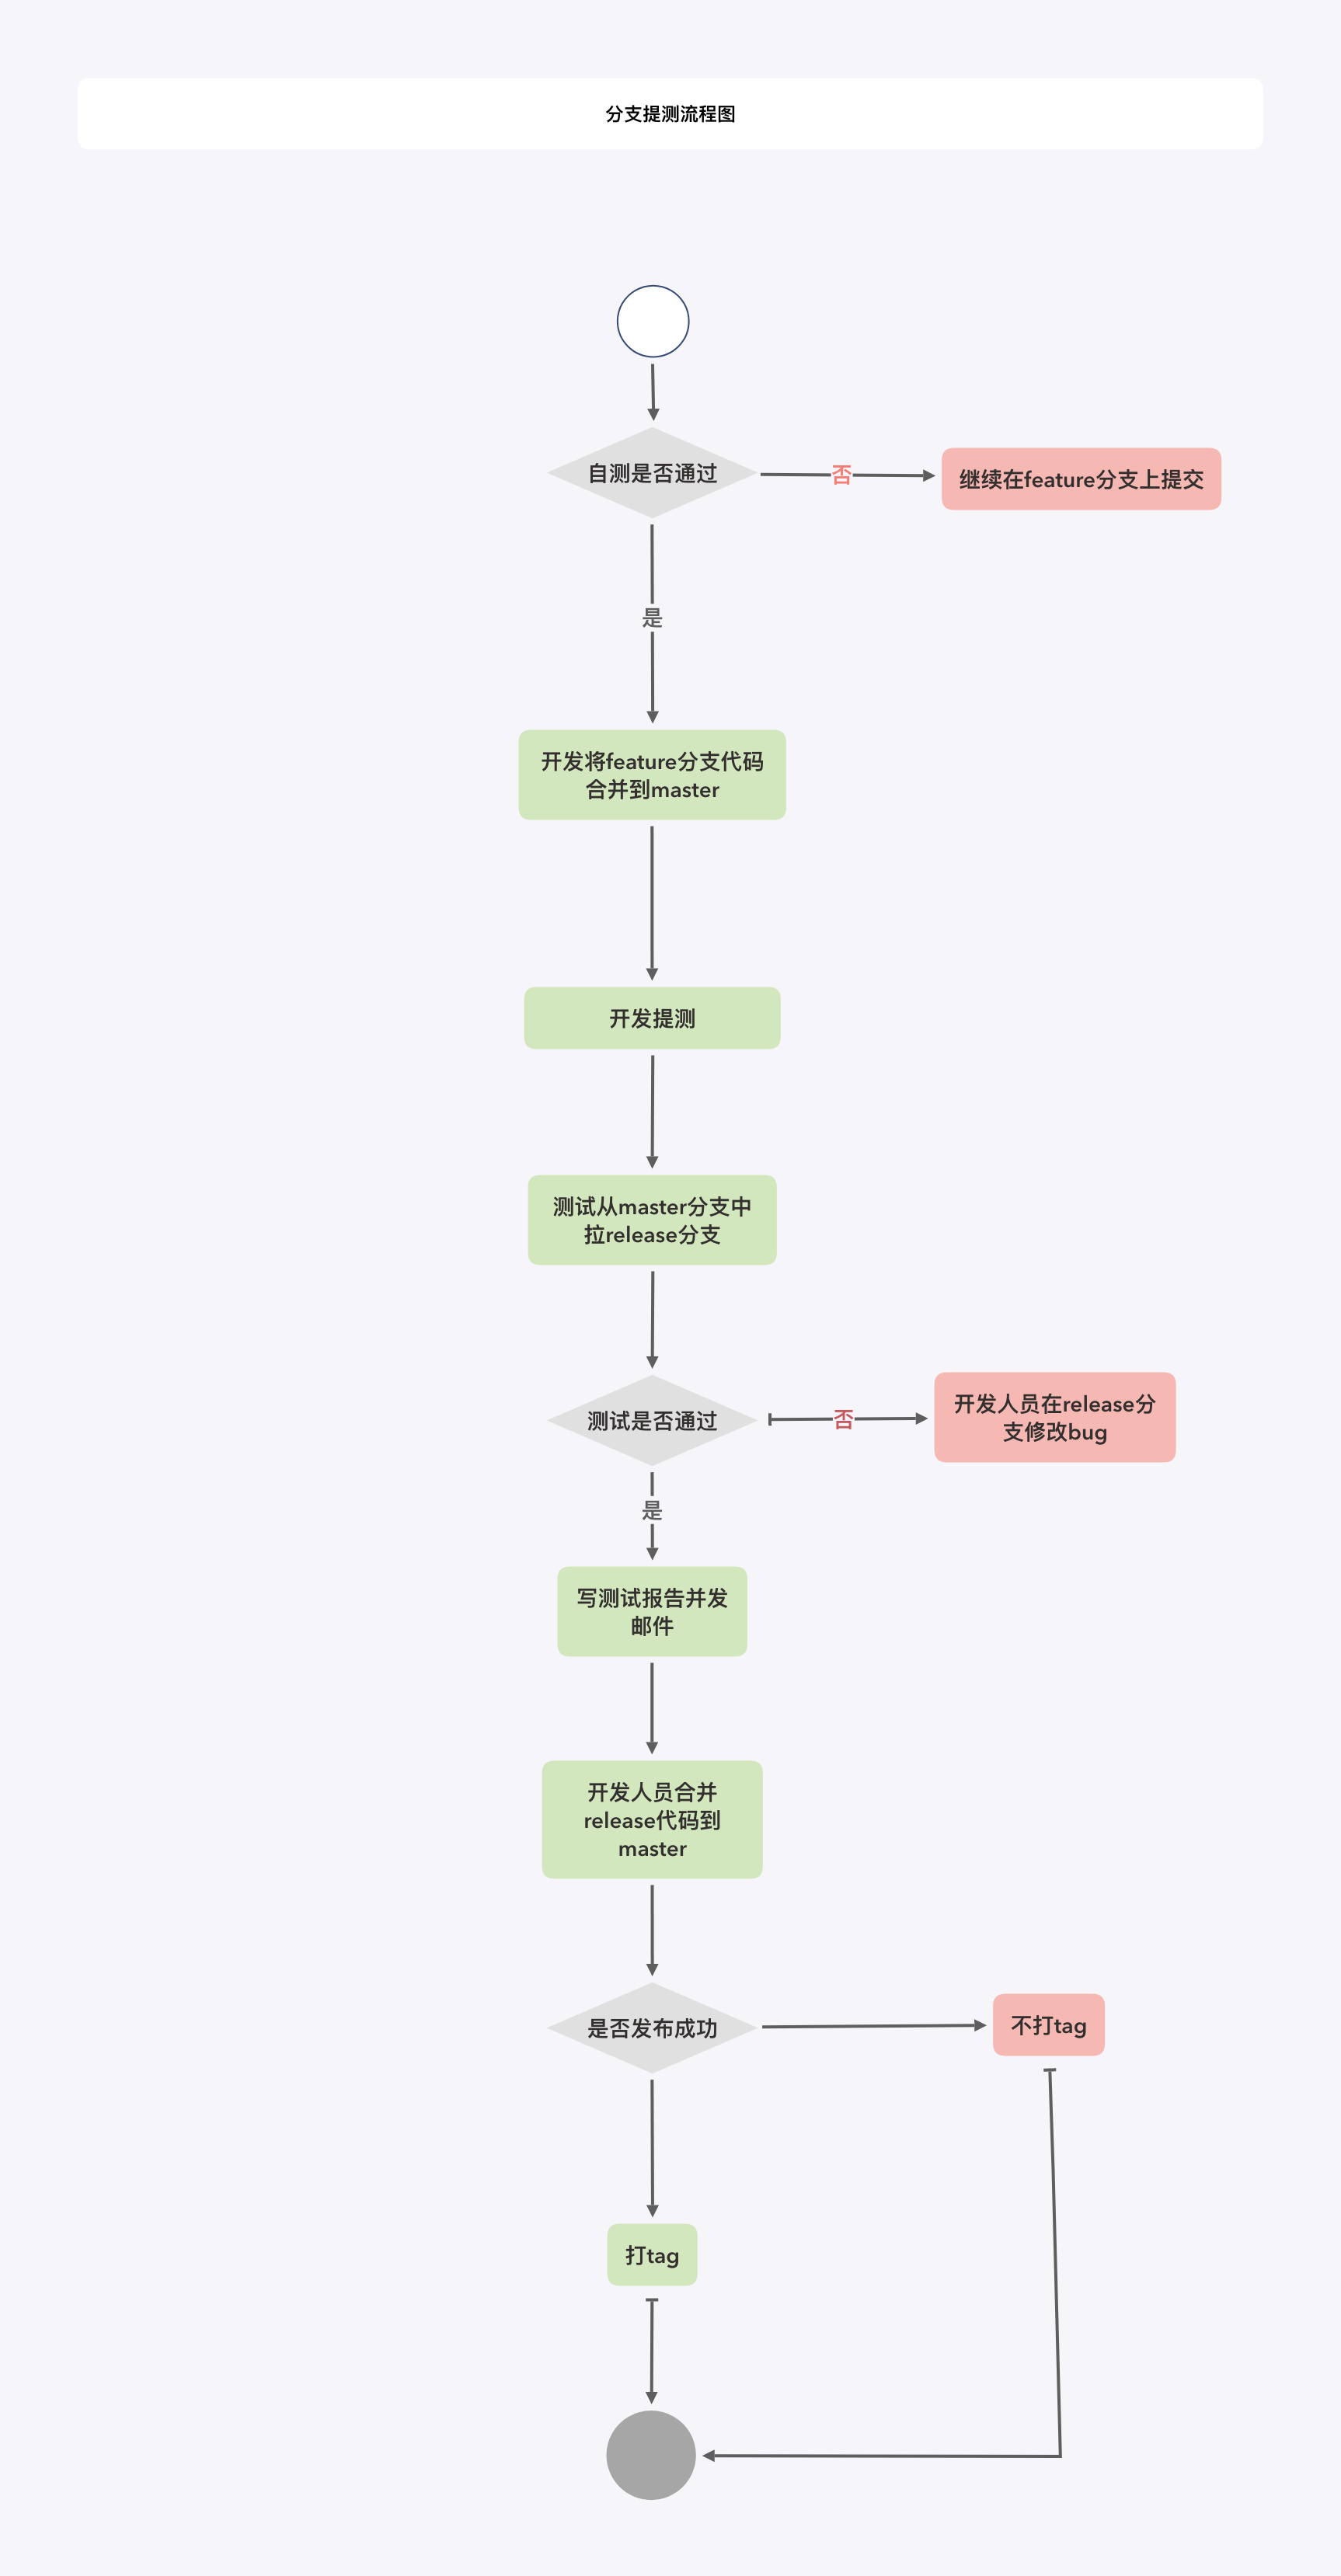 分支提测流程图
自测是否通过
否
继续在feature分支上提交
是
开发将feature分支代码
合并到master
开发提测
测试从master分支中
拉release分支
测试是否通过
否
开发人员在release分
支修改bug
是
写测试报告并发
邮件
开发人员合并
release代码到
master
是否发布成功
不打tag
打tag